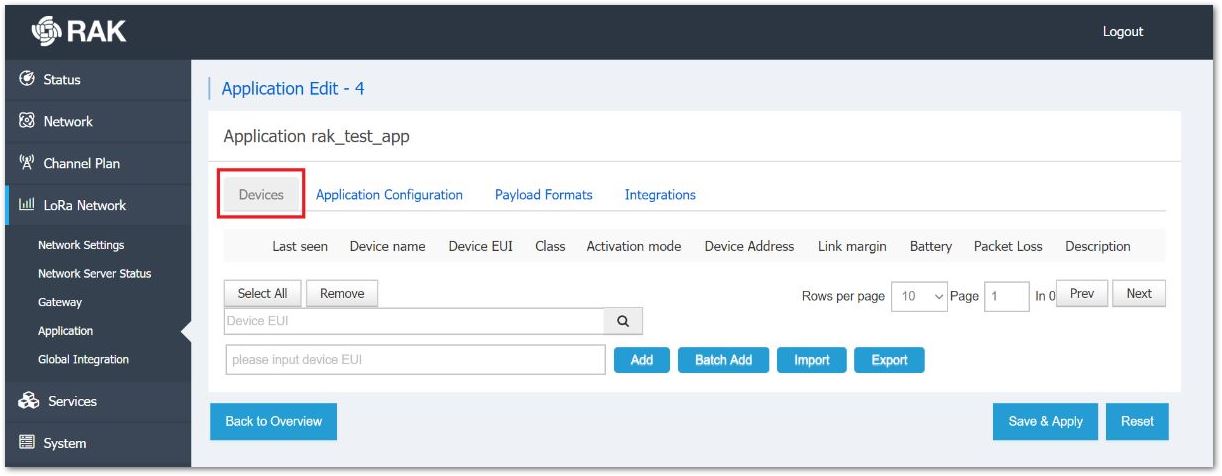 RAK
Logout
Status
Network
Channel Plan
LoRa Network
Network Settings
Network Server Status
Gateway
Application
Global Integration
Services
System
Application Edit - 4
Application rak_test_app
Devices Application Configuration Payload Formats Integrations
Last seen Device name Device EUI Class Activation mode Device Address Link margin Battery Packet Loss Description
Select All Remove Rows per page 10 Page 1 In 0 Prev Next
Device EUI
please input device EUI Add Batch Add Import Export
Back to Overview Save & Apply Reset